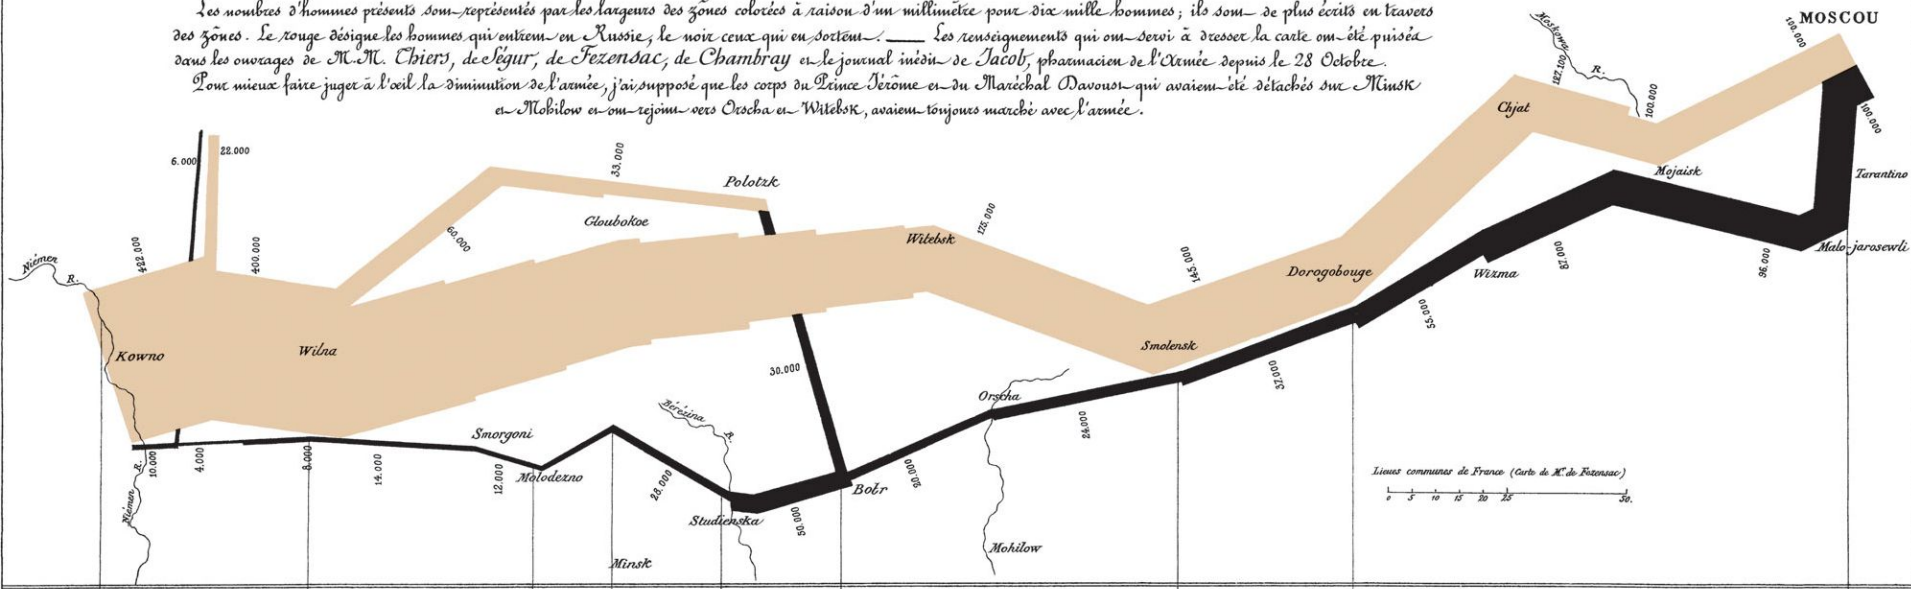 Les nombres d'hommes présents sont représentés par les largeurs des zônes colorées à raison d'un millimètre pour dix mille hommes; ils sont de plus écrits en travers
des zônes. Le rouge désigne les hommes qui entrent en Russie, le noir ceux qui en sortent. — Les renseignements qui ont servi à dresser la carte ont été puisés
dans les ouvrages de M.M. Thiers, de Ségur, de Fezensac, de Chambray et le journal inédit de Jacob, pharmacien de l'Armée depuis le 28 Octobre.
Pour mieux faire juger à l'œil la diminution de l'armée, j'ai supposé que les corps du Prince Jérôme et du Maréchal Davoust qui avaient été détachés sur Minsk
et Mohilow et ont rejoint vers Orscha et Witebsk, avaient toujours marché avec l'armée.
MOSCOU
100.000
Moskowa R.
127.100
100.000
Chjat
Mojaisk
100.000
Tarantino
Malo-jarosewli
6.000
22.000
33.000
Polotzk
60.000
Gloubokoe
Niémen R.
422.000
400.000
Witebsk
175.000
145.000
Dorogobouge
Wizma
87.000
96.000
55.000
Kowno
Wilna
Smolensk
30.000
37.000
Orscha
24.000
Bérézina R.
Smorgoni
Molodezno
10.000
4.000
8.000
14.000
12.000
28.000
Studienska
50.000
Botr
20.000
Lieues communes de France (Carte de M. de Fezensac)
0 5 10 15 20 25 50.
Niémen R.
Minsk
Mohilow